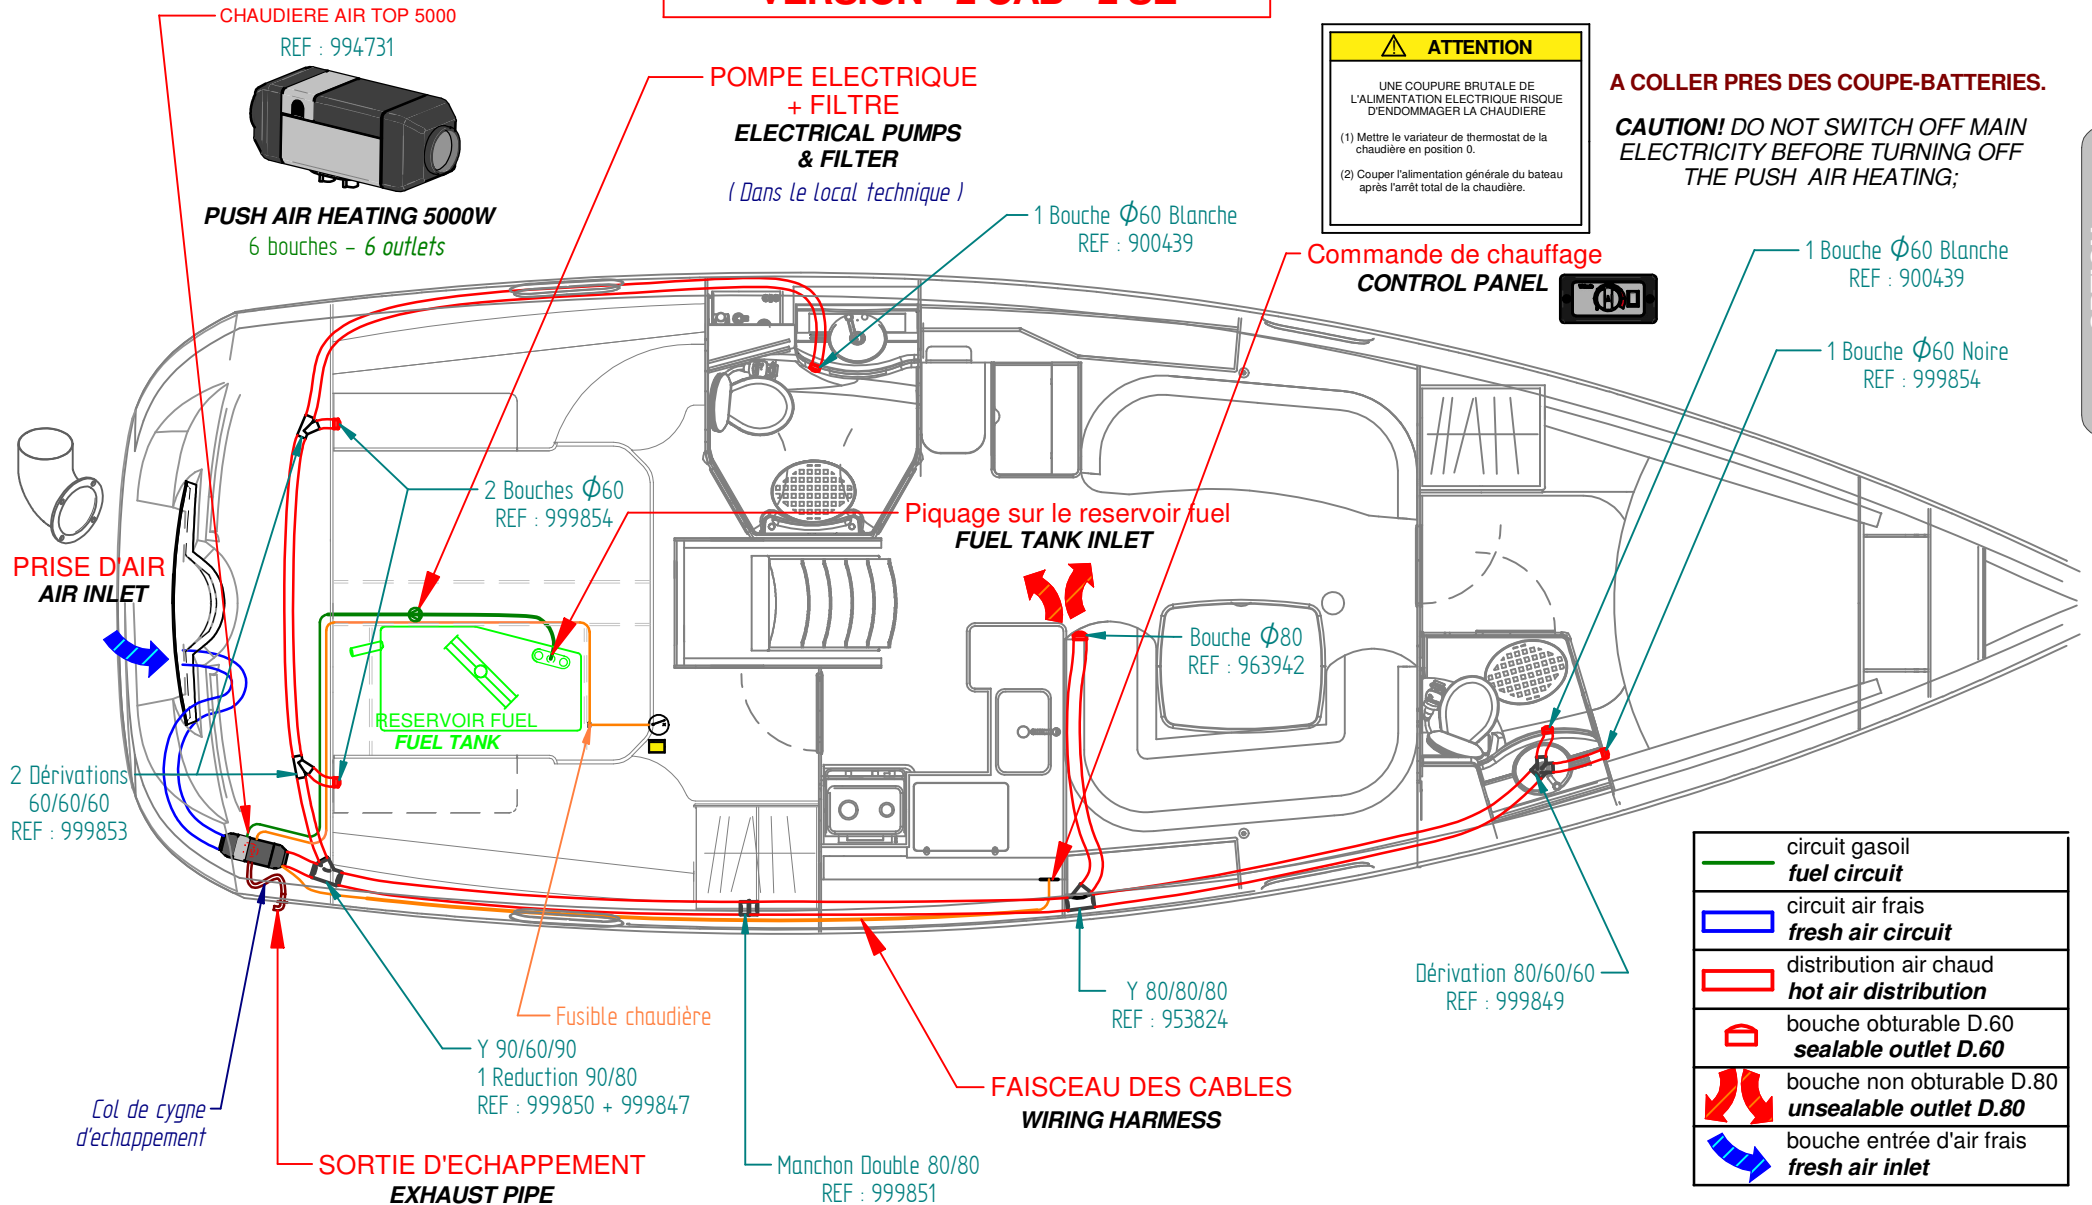 CHAUDIERE AIR TOP 5000
REF : 994731
PUSH AIR HEATING 5000W
6 bouches - 6 outlets
POMPE ELECTRIQUE
+ FILTRE
ELECTRICAL PUMPS
& FILTER
( Dans le local technique )
ATTENTION
UNE COUPURE BRUTALE DE
L'ALIMENTATION ELECTRIQUE RISQUE
D'ENDOMMAGER LA CHAUDIERE
(1) Mettre le variateur de thermostat de la
chaudière en position 0.
(2) Couper l'alimentation générale du bateau
après l'arrêt total de la chaudière.
A COLLER PRES DES COUPE-BATTERIES.
CAUTION! DO NOT SWITCH OFF MAIN
ELECTRICITY BEFORE TURNING OFF
THE PUSH AIR HEATING;
1 Bouche Φ60 Blanche
REF : 900439
Commande de chauffage
CONTROL PANEL
1 Bouche Φ60 Blanche
REF : 900439
1 Bouche Φ60 Noire
REF : 999854
2 Bouches Φ60
REF : 999854
Piquage sur le reservoir fuel
FUEL TANK INLET
PRISE D'AIR
AIR INLET
Bouche Φ80
REF : 963942
RESERVOIR FUEL
FUEL TANK
2 Dérivations
60/60/60
REF : 999853
Fusible chaudière
Y 90/60/90
1 Reduction 90/80
REF : 999850 + 999847
Col de cygne
d'echappement
SORTIE D'ECHAPPEMENT
EXHAUST PIPE
Manchon Double 80/80
REF : 999851
FAISCEAU DES CABLES
WIRING HARMESS
Y 80/80/80
REF : 953824
Dérivation 80/60/60
REF : 999849
circuit gasoil
fuel circuit
circuit air frais
fresh air circuit
distribution air chaud
hot air distribution
bouche obturable D.60
sealable outlet D.60
bouche non obturable D.80
unsealable outlet D.80
bouche entrée d'air frais
fresh air inlet